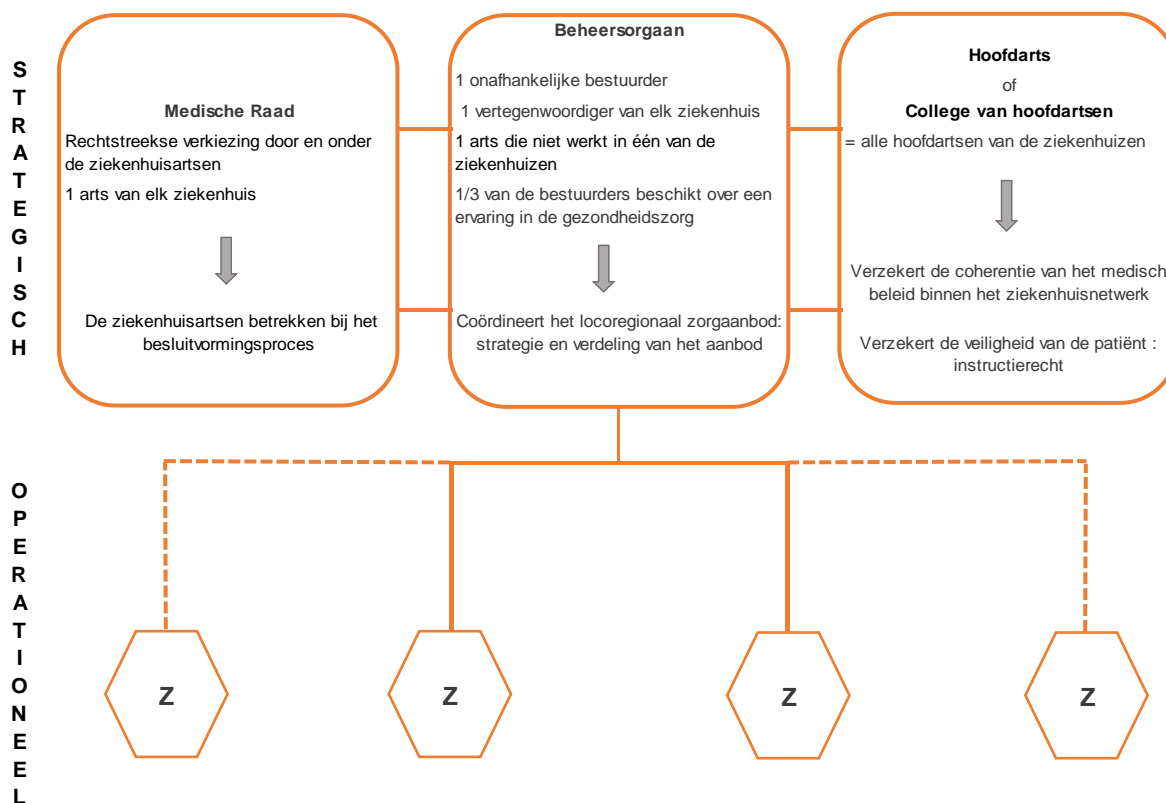 STRATEGISCH
Medische Raad
Rechtstreekse verkiezing door en onder
de ziekenhuisartsen
1 arts van elk ziekenhuis
De ziekenhuisartsen betrekken bij het
besluitvormingsproces
Beheersorgaan
1 onafhankelijke bestuurder
1 vertegenwoordiger van elk ziekenhuis
1 arts die niet werkt in één van de
ziekenhuizen
1/3 van de bestuurders beschikt over een
ervaring in de gezondheidszorg
Coördineert het locoregionaal zorgaanbod:
strategie en verdeling van het aanbod
Hoofdarts
of
College van hoofdartsen
= alle hoofdartsen van de ziekenhuizen
Verzekert de coherentie van het medisch
beleid binnen het ziekenhuisnetwerk
Verzekert de veiligheid van de patiënt :
instructierecht
OPERATIONEEL
Z
Z
Z
Z